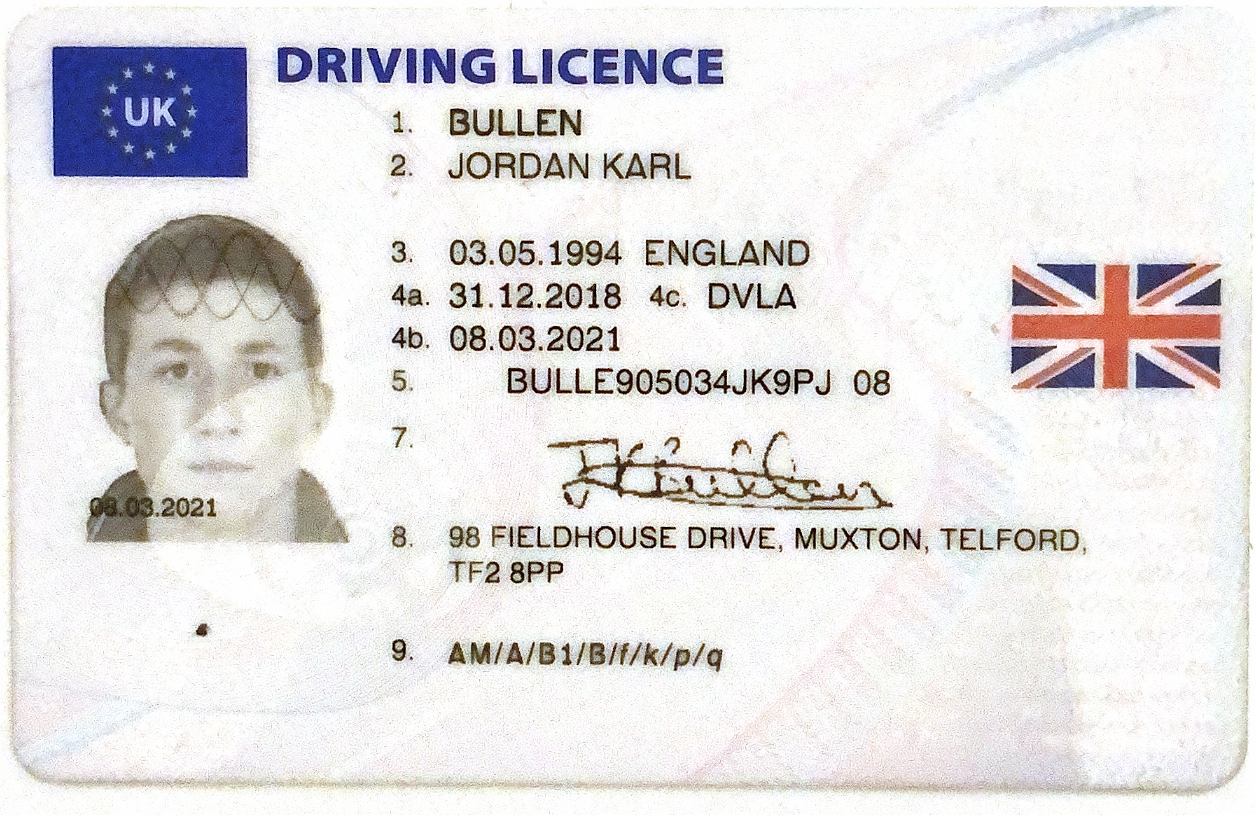 DRIVING LICENCE
UK
1. BULLEN
2. JORDAN KARL
3. 03.05.1994 ENGLAND
4a. 31.12.2018 4c. DVLA
4b. 08.03.2021
5. BULLE905034JK9PJ 08
7.
08.03.2021
8. 98 FIELDHOUSE DRIVE, MUXTON, TELFORD,
TF2 8PP
9. AM/A/B1/B/f/k/p/q